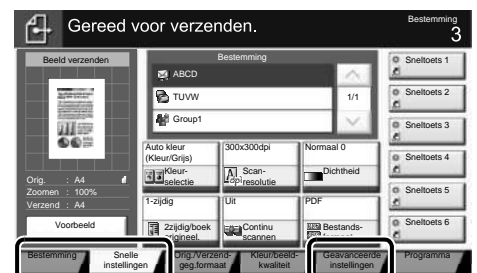 Gereed voor verzenden.
Bestemming
3
Beeld verzenden
Orig. : A4
Zoomen : 100%
Verzend : A4
Voorbeeld
Bestemming
ABCD
TUVW
Group1
1/1
Auto kleur
(Kleur/Grijs)
Kleur-
selectie
300x300dpi
Scan-
resolutie
Normaal 0
Dichtheid
1-zijdig
2zijdig/boek
origineel.
Uit
Continu
scannen
PDF
Bestands-
Sneltoets 1
Sneltoets 2
Sneltoets 3
Sneltoets 4
Sneltoets 5
Sneltoets 6
Bestemming
Snelle
instellingen
Orig./Verzend-
geg.formaat
Kleur/beeld-
kwaliteit
Geavanceerde
instellingen
Programma